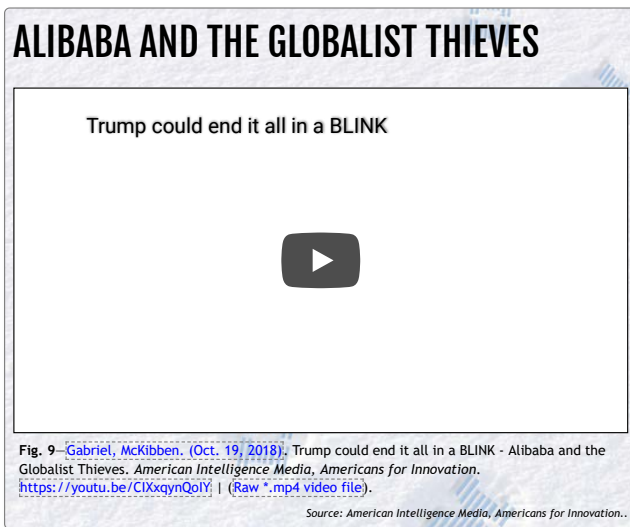 ALIBABA AND THE GLOBALIST THIEVES
Trump could end it all in a BLINK
Fig. 9—Gabriel, McKibben. (Oct. 19, 2018). Trump could end it all in a BLINK - Alibaba and the
Globalist Thieves. American Intelligence Media, Americans for Innovation.
https://youtu.be/CIXxqynQoIY | (Raw *.mp4 video file).
Source: American Intelligence Media, Americans for Innovation..